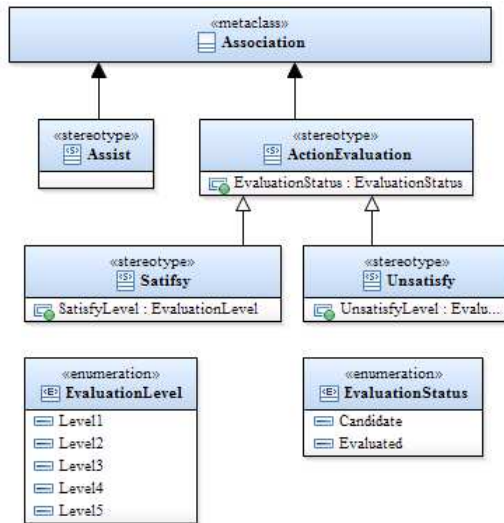 «metaclass»
Association
«stereotype»
Assist
«stereotype»
ActionEvaluation
EvaluationStatus : EvaluationStatus
«stereotype»
Satifsy
SatisfyLevel : EvaluationLevel
«stereotype»
Unsatisfy
UnsatisfyLevel : Evalu...
«enumeration»
EvaluationLevel
Level1
Level2
Level3
Level4
Level5
«enumeration»
EvaluationStatus
Candidate
Evaluated